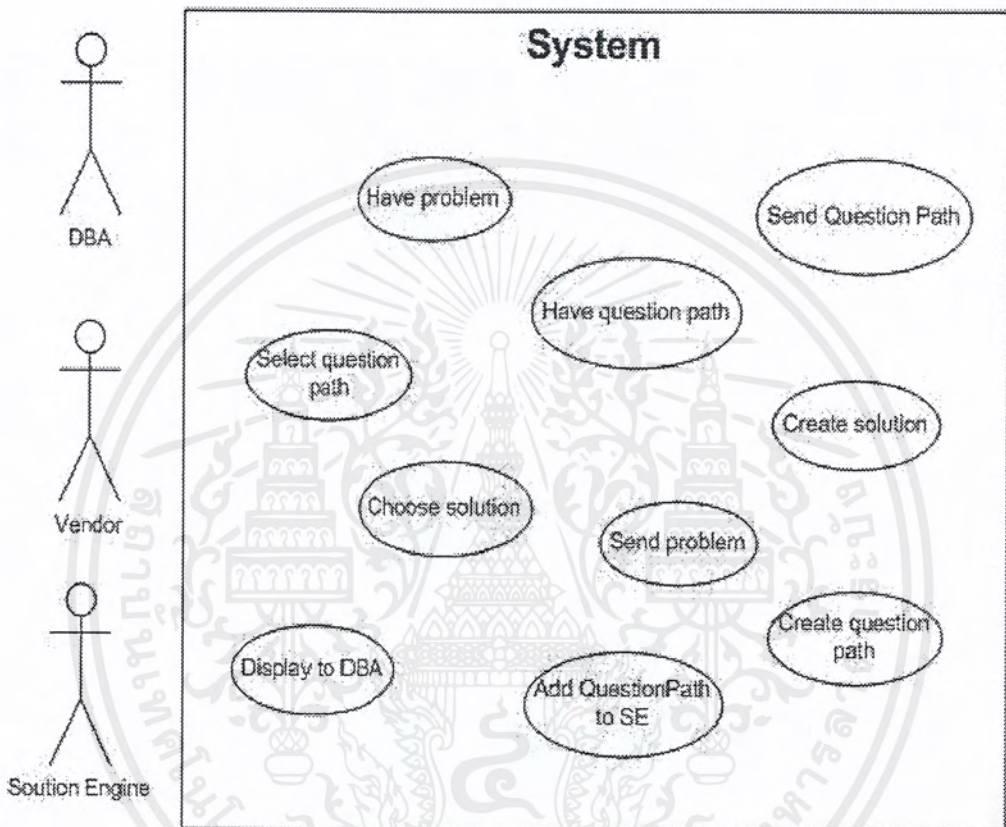 System
DBA
Have problem
Send Question Path
Have question path
Select question
path
Vendor
Create solution
Choose solution
Send problem
Create question
path
Display to DBA
Add QuestionPath
to SE
Soution Engine